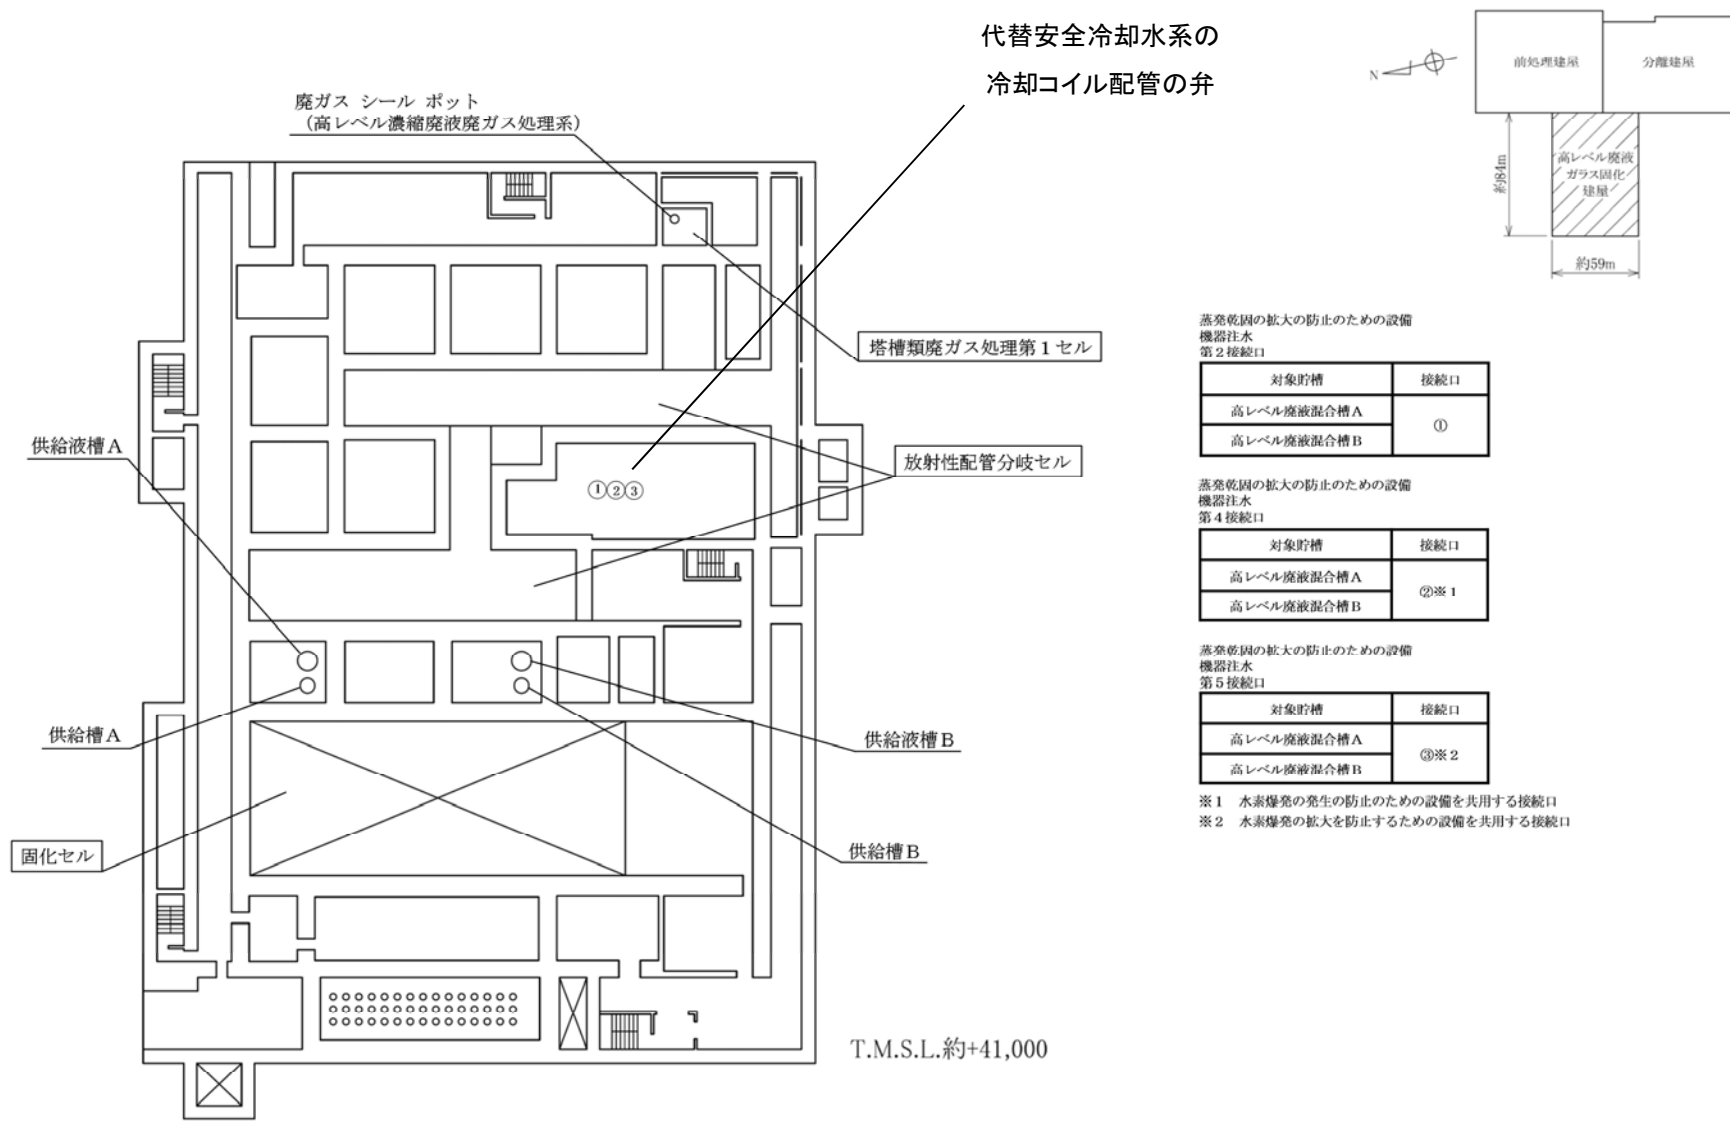 代替安全冷却水系の
冷却コイル配管の弁
廃ガス シール ポット
（高レベル濃縮廃液廃ガス処理系）
塔槽類廃ガス処理第１セル
供給液槽Ａ
放射性配管分岐セル
①②③
供給槽Ａ
供給液槽Ｂ
固化セル
供給槽Ｂ
T.M.S.L.約+41,000
N
前処理建屋
分離建屋
高レベル廃液
ガラス固化
建屋
約84m
約59m
蒸発乾固の拡大の防止のための設備
機器注水
第２接続口
対象貯槽 接続口
高レベル廃液混合槽Ａ ①
高レベル廃液混合槽Ｂ
蒸発乾固の拡大の防止のための設備
機器注水
第４接続口
対象貯槽 接続口
高レベル廃液混合槽Ａ ②※１
高レベル廃液混合槽Ｂ
蒸発乾固の拡大の防止のための設備
機器注水
第５接続口
対象貯槽 接続口
高レベル廃液混合槽Ａ ③※２
高レベル廃液混合槽Ｂ
※１ 水素爆発の発生の防止のための設備を共用する接続口
※２ 水素爆発の拡大を防止するための設備を共用する接続口